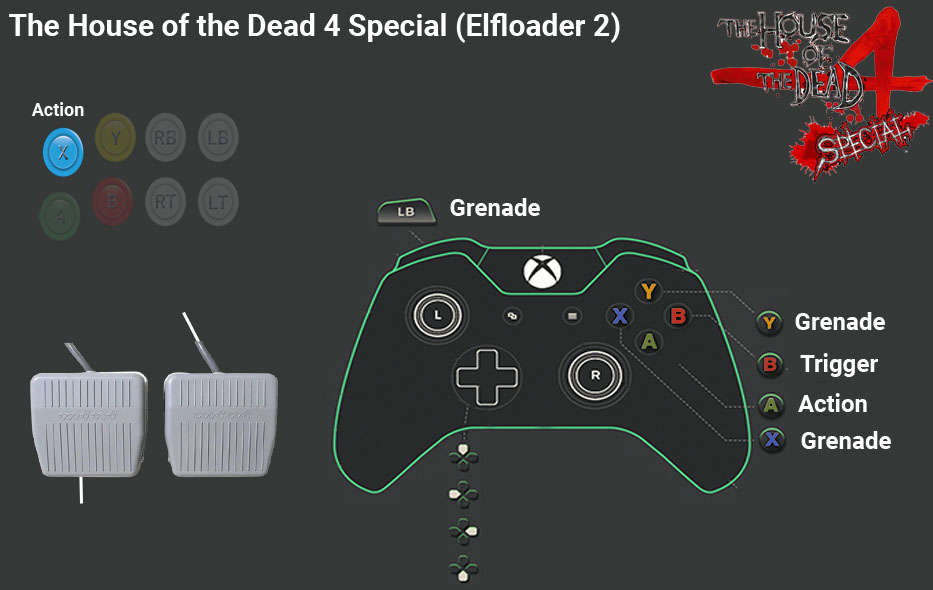 The House of the Dead 4 Special (Elfloader 2)
THE HOUSE
OF
THE DEAD 4
SPECIAL
Action
X Y RB LB
A B RT LT
LB Grenade
Y
L X B
A
R
Y Grenade
B Trigger
A Action
X Grenade